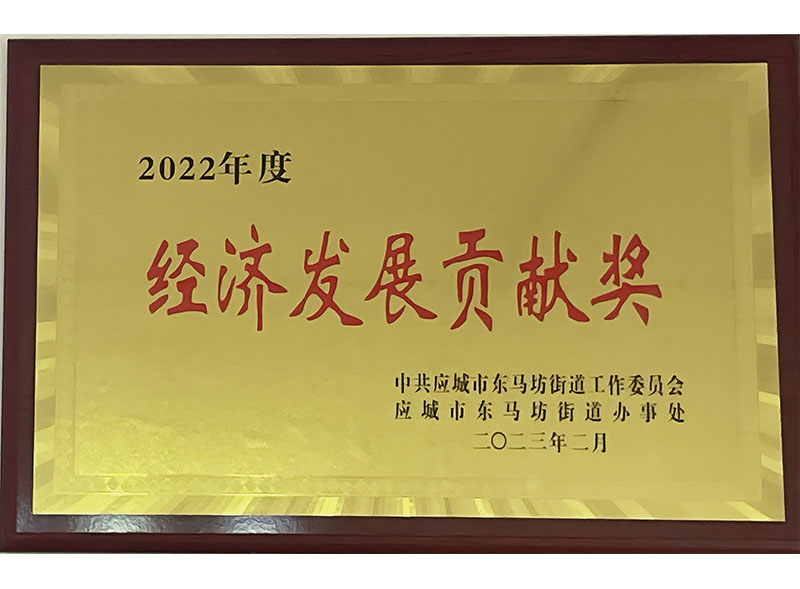 2022年度
经济发展贡献奖
中共应城市东马坊街道工作委员会
应城市东马坊街道办事处
二〇二三年二月